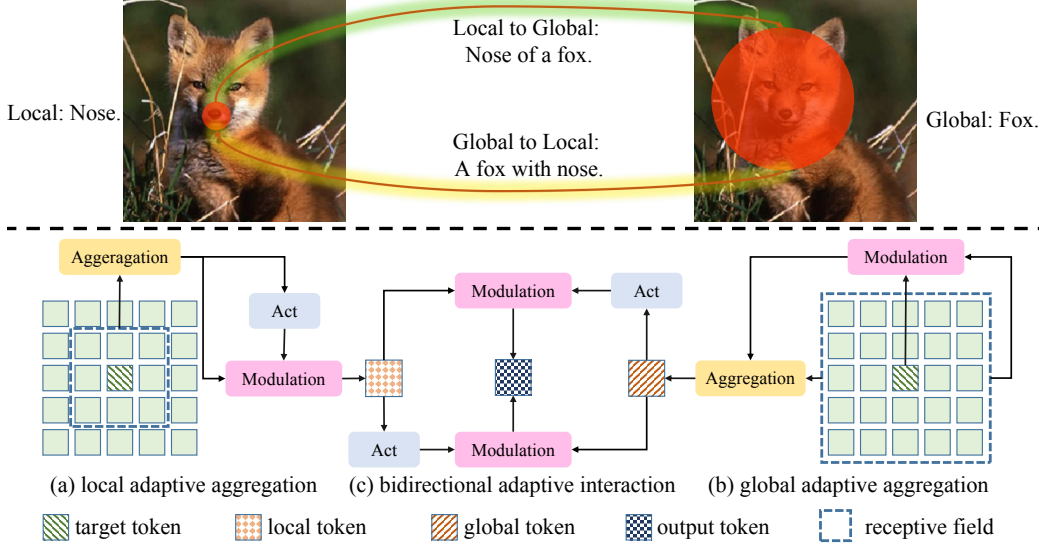 Local to Global:
Nose of a fox.
Local: Nose.
Global: Fox.
Global to Local:
A fox with nose.
Aggeragation
Act
Modulation
Modulation
Act
Modulation
Act
Modulation
Modulation
Aggregation
(a) local adaptive aggregation
(c) bidirectional adaptive interaction
(b) global adaptive aggregation
target token
local token
global token
output token
receptive field